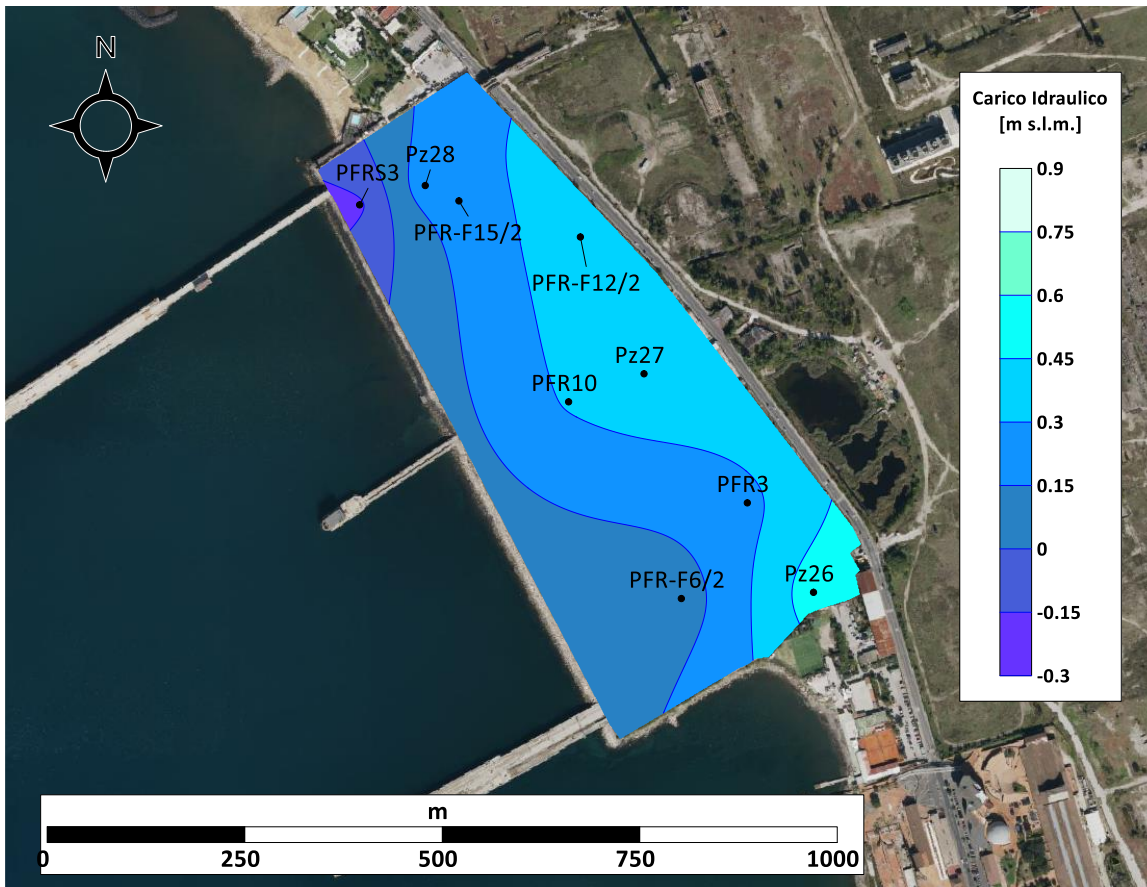 N
Carico Idraulico
[m s.l.m.]
0.9
0.75
0.6
0.45
0.3
0.15
0
-0.15
-0.3
Pz28
PFRS3
PFR-F15/2
PFR-F12/2
Pz27
PFR10
PFR3
Pz26
PFR-F6/2
m
0 250 500 750 1000